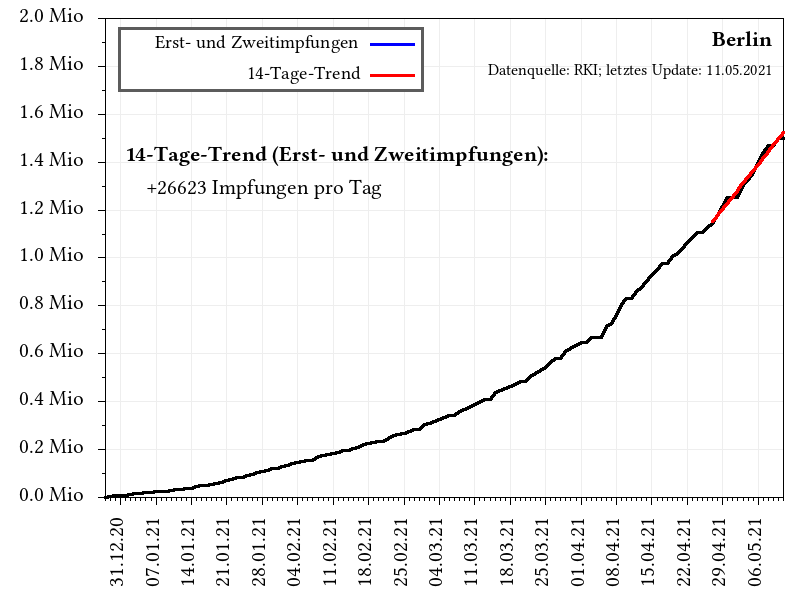 2.0 Mio
1.8 Mio
1.6 Mio
1.4 Mio
1.2 Mio
1.0 Mio
0.8 Mio
0.6 Mio
0.4 Mio
0.2 Mio
0.0 Mio
Erst- und Zweitimpfungen
14-Tage-Trend
Berlin
Datenquelle: RKI; letztes Update: 11.05.2021
14-Tage-Trend (Erst- und Zweitimpfungen):
+26623 Impfungen pro Tag
31.12.20
07.01.21
14.01.21
21.01.21
28.01.21
04.02.21
11.02.21
18.02.21
25.02.21
04.03.21
11.03.21
18.03.21
25.03.21
01.04.21
08.04.21
15.04.21
22.04.21
29.04.21
06.05.21